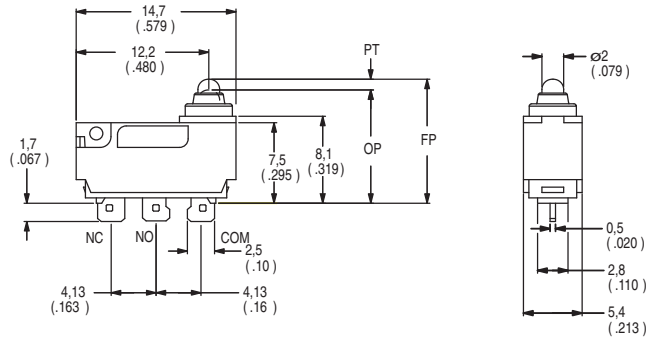 14,7
( .579)
12,2
( .480)
PT
ø2
( .079)
1,7
( .067)
7,5
( .295)
8,1
( .319)
OP
FP
NC
NO
COM
2,5
( .10 )
4,13
( .163)
4,13
( .16 )
0,5
( .020 )
2,8
( .110)
5,4
( .213)